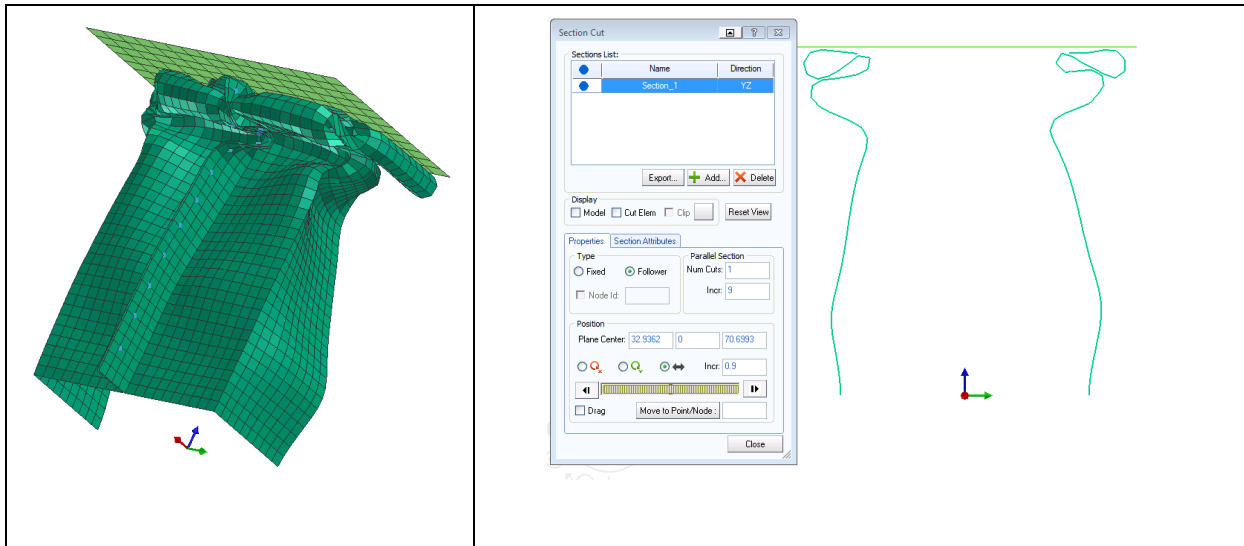 Section Cut
Sections List:
Name Direction
Section_1 YZ
Export... Add... Delete
Display
Model Cut Elem Clip Reset View
Properties Section Attributes
Type Parallel Section
Fixed Follower Num Cuts: 1
Node Id: Incr: 9
Position
Plane Center: 32.9362 0 70.6993
Incr: 0.9
Drag Move to Point/Node :
Close